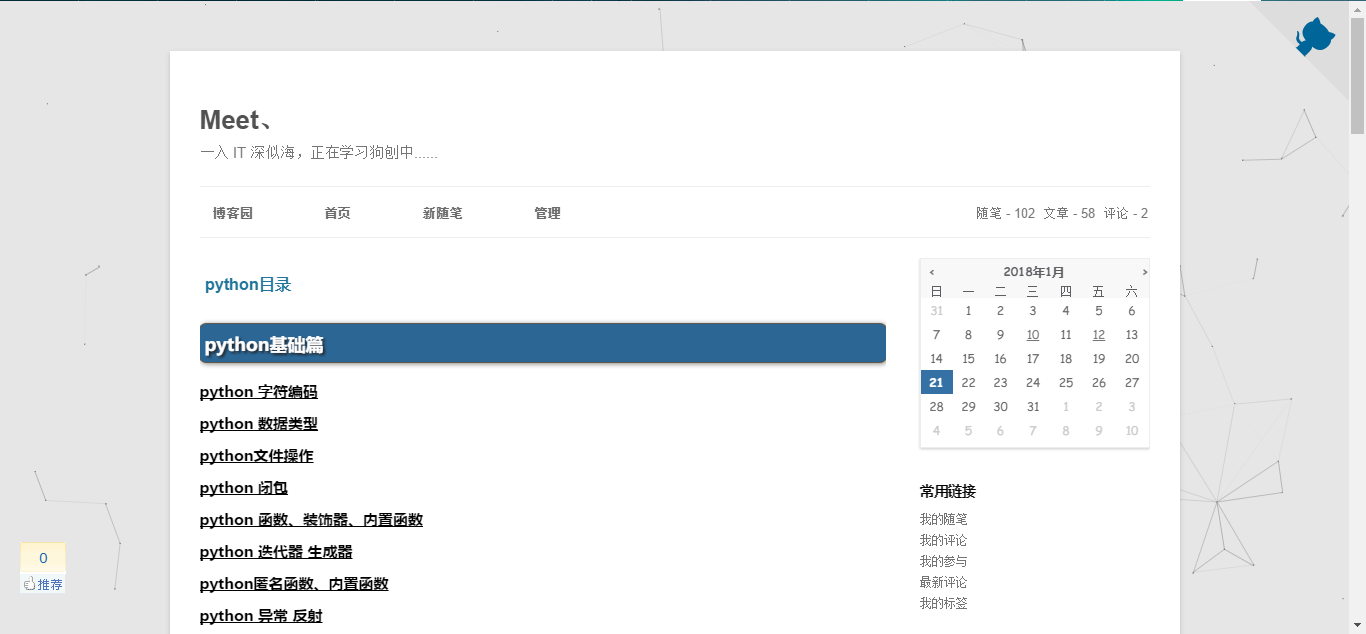 Meet、
一入 IT 深似海，正在学习狗刨中......
博客园 首页 新随笔 管理 随笔 - 102 文章 - 58 评论 - 2
python目录
python基础篇
python 字符编码
python 数据类型
python文件操作
python 闭包
python 函数、装饰器、内置函数
python 迭代器 生成器
python匿名函数、内置函数
python 异常 反射
< 2018年1月 >
日 一 二 三 四 五 六
31 1 2 3 4 5 6
7 8 9 10 11 12 13
14 15 16 17 18 19 20
21 22 23 24 25 26 27
28 29 30 31 1 2 3
4 5 6 7 8 9 10
常用链接
我的随笔
我的评论
我的参与
最新评论
我的标签
0
推荐